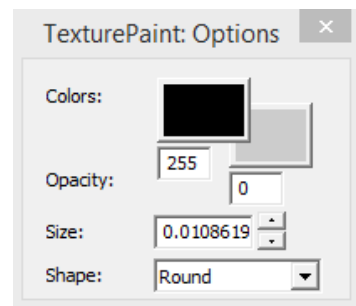 TexturePaint: Options
Colors:
255
Opacity:
0
Size: 0.0108619
Shape: Round